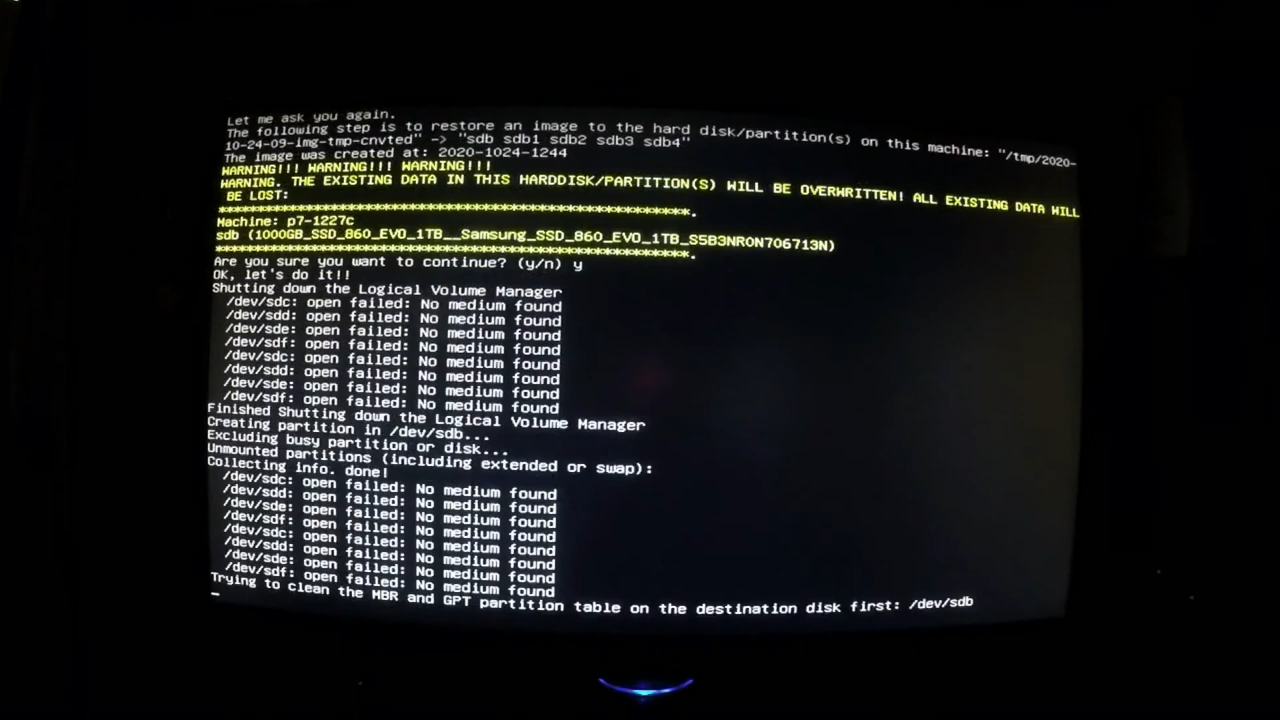 Let me ask you again.
The following step is to restore an image to the hard disk/partition(s) on this machine: "/tmp/2020-
10-24-09-img-tmp-cnvted" -> "sdb sdb1 sdb2 sdb3 sdb4"
The image was created at: 2020-1024-1244
WARNING!!! WARNING!!! WARNING!!!
WARNING. THE EXISTING DATA IN THIS HARDDISK/PARTITION(S) WILL BE OVERWRITTEN! ALL EXISTING DATA WILL
BE LOST:
*******************************************************.
Machine: p7-1227c
sdb (1000GB_SSD_860_EVO_1TB__Samsung_SSD_860_EVO_1TB_S5B3NR0N706713N)
*******************************************************.
Are you sure you want to continue? (y/n) y
OK, let's do it!!
Shutting down the Logical Volume Manager
/dev/sdc: open failed: No medium found
/dev/sdd: open failed: No medium found
/dev/sde: open failed: No medium found
/dev/sdf: open failed: No medium found
/dev/sdc: open failed: No medium found
/dev/sdd: open failed: No medium found
/dev/sde: open failed: No medium found
/dev/sdf: open failed: No medium found
Finished Shutting down the Logical Volume Manager
Creating partition in /dev/sdb...
Excluding busy partition or disk...
Unmounted partitions (including extended or swap):
Collecting info. done!
/dev/sdc: open failed: No medium found
/dev/sdd: open failed: No medium found
/dev/sde: open failed: No medium found
/dev/sdf: open failed: No medium found
/dev/sdc: open failed: No medium found
/dev/sdd: open failed: No medium found
/dev/sde: open failed: No medium found
/dev/sdf: open failed: No medium found
Trying to clean the MBR and GPT partition table on the destination disk first: /dev/sdb
_